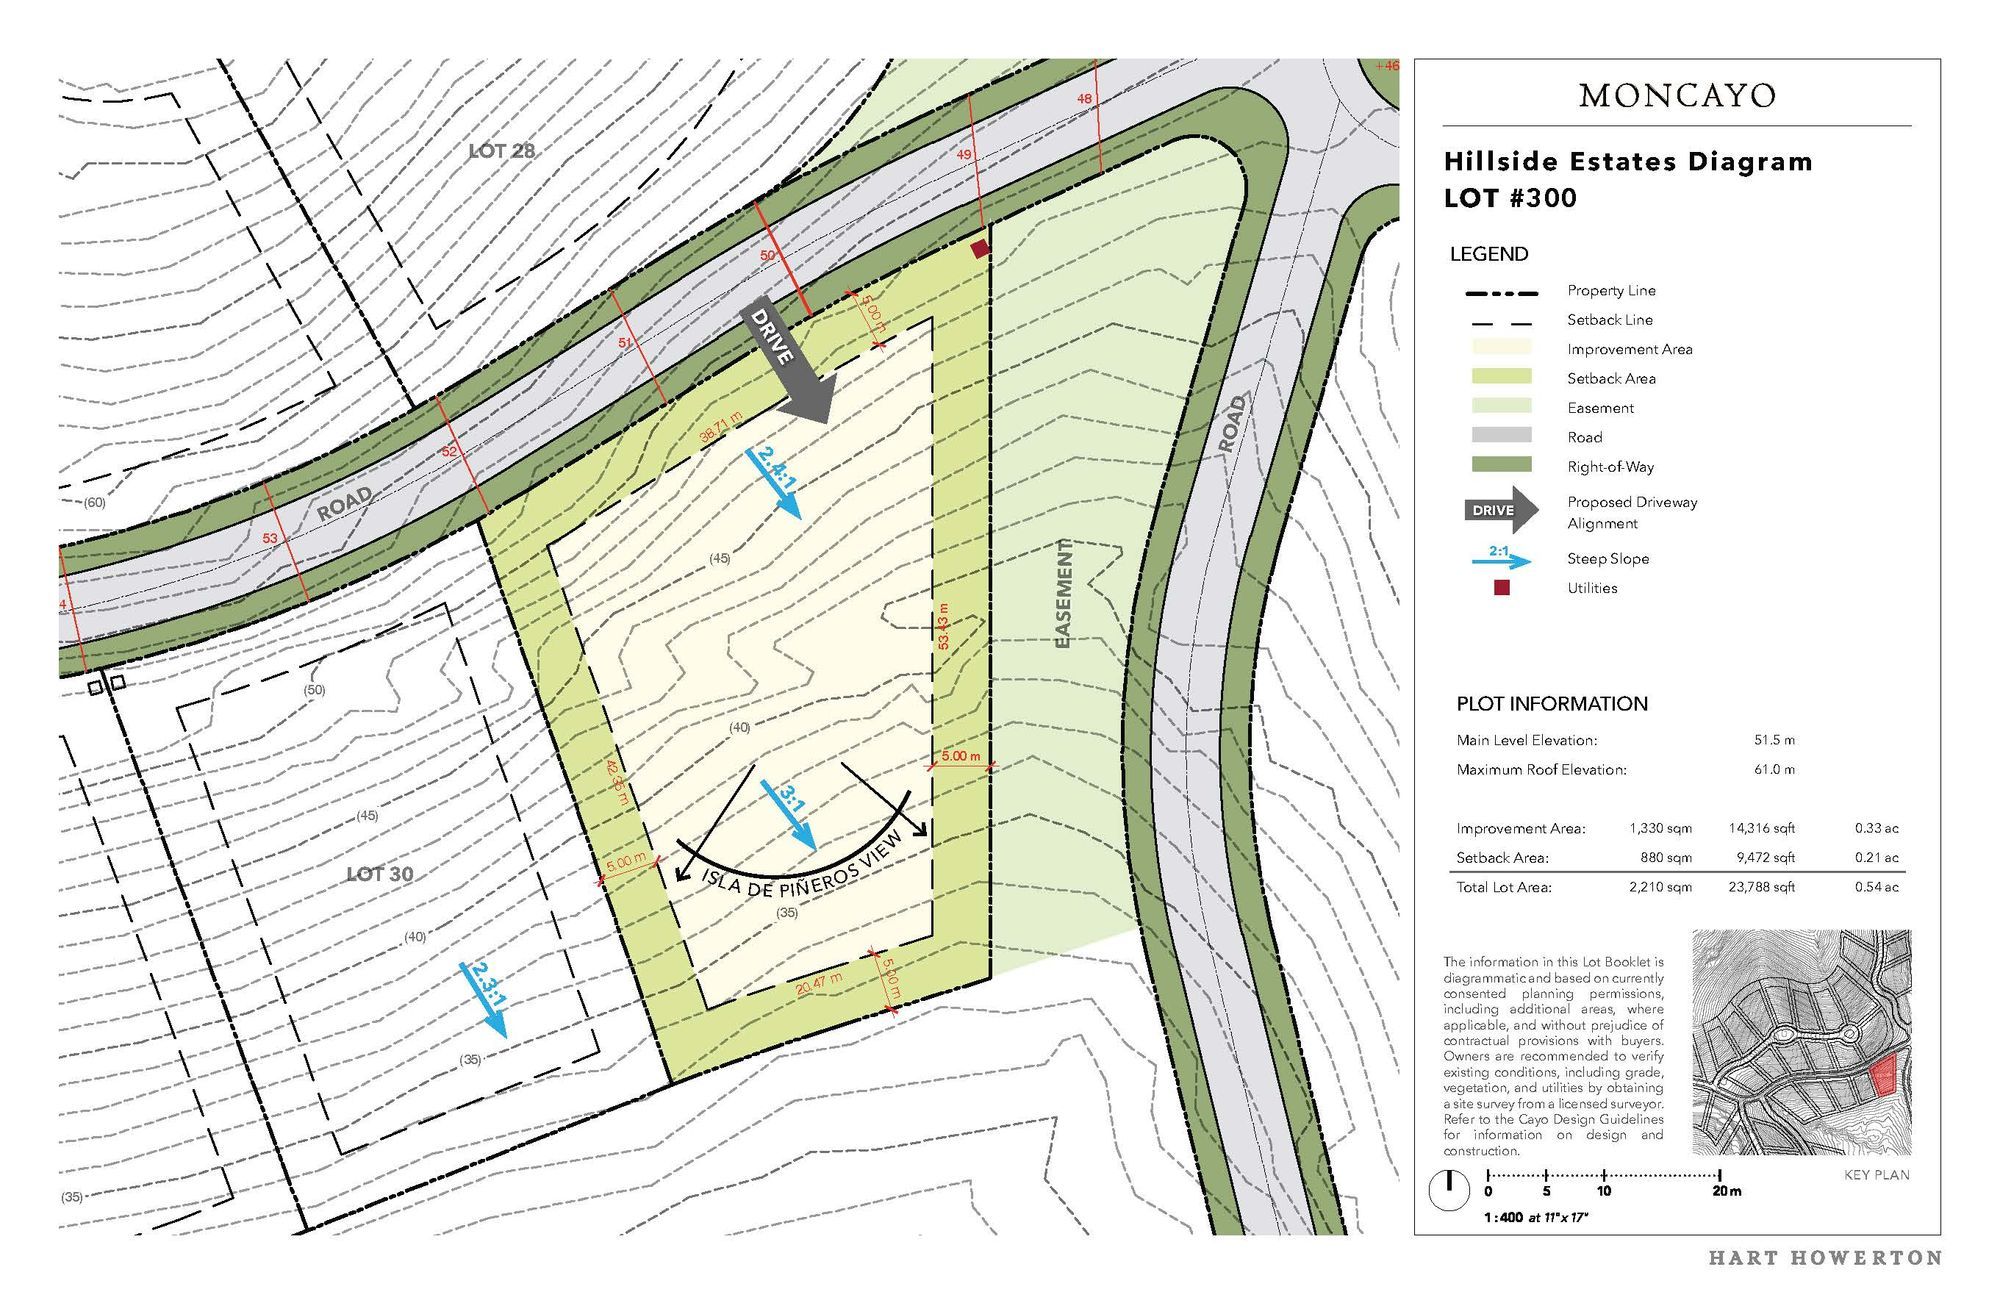 LOT 28
+46
48
49
50
51
52
53
4
ROAD
(60)
DRIVE
5.00 m
38.71 m
2.4:1
(45)
53.43 m
EASEMENT
ROAD
(50)
(40)
5.00 m
42.35 m
3:1
ISLA DE PIÑEROS VIEW
5.00 m
(35)
(45)
LOT 30
(40)
2.3:1
(35)
20.47 m
5.00 m
(35)
MONCAYO
Hillside Estates Diagram
LOT #300
LEGEND
Property Line
Setback Line
Improvement Area
Setback Area
Easement
Road
Right-of-Way
DRIVE Proposed Driveway
Alignment
2:1 Steep Slope
Utilities
PLOT INFORMATION
Main Level Elevation: 51.5 m
Maximum Roof Elevation: 61.0 m
Improvement Area: 1,330 sqm 14,316 sqft 0.33 ac
Setback Area: 880 sqm 9,472 sqft 0.21 ac
Total Lot Area: 2,210 sqm 23,788 sqft 0.54 ac
The information in this Lot Booklet is
diagrammatic and based on currently
consented planning permissions,
including additional areas, where
applicable, and without prejudice of
contractual provisions with buyers.
Owners are recommended to verify
existing conditions, including grade,
vegetation, and utilities by obtaining
a site survey from a licensed surveyor.
Refer to the Cayo Design Guidelines
for information on design and
construction.
KEY PLAN
0 5 10 20m
1:400 at 11"x 17"
HART HOWERTON